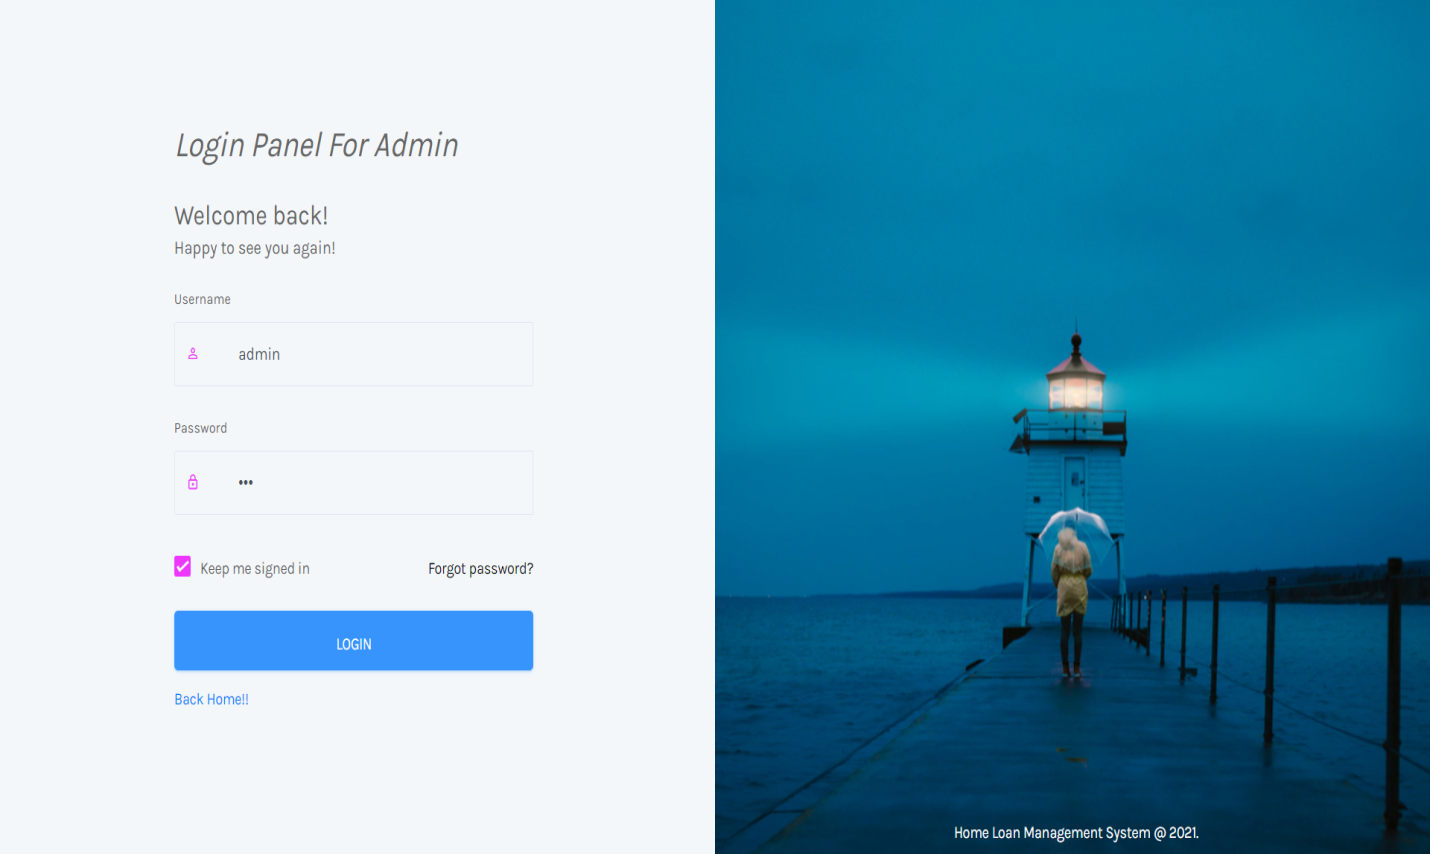 Login Panel For Admin
Welcome back!
Happy to see you again!
Username
admin
Password
•••
Keep me signed in
Forgot password?
LOGIN
Back Home!!
Home Loan Management System @ 2021.